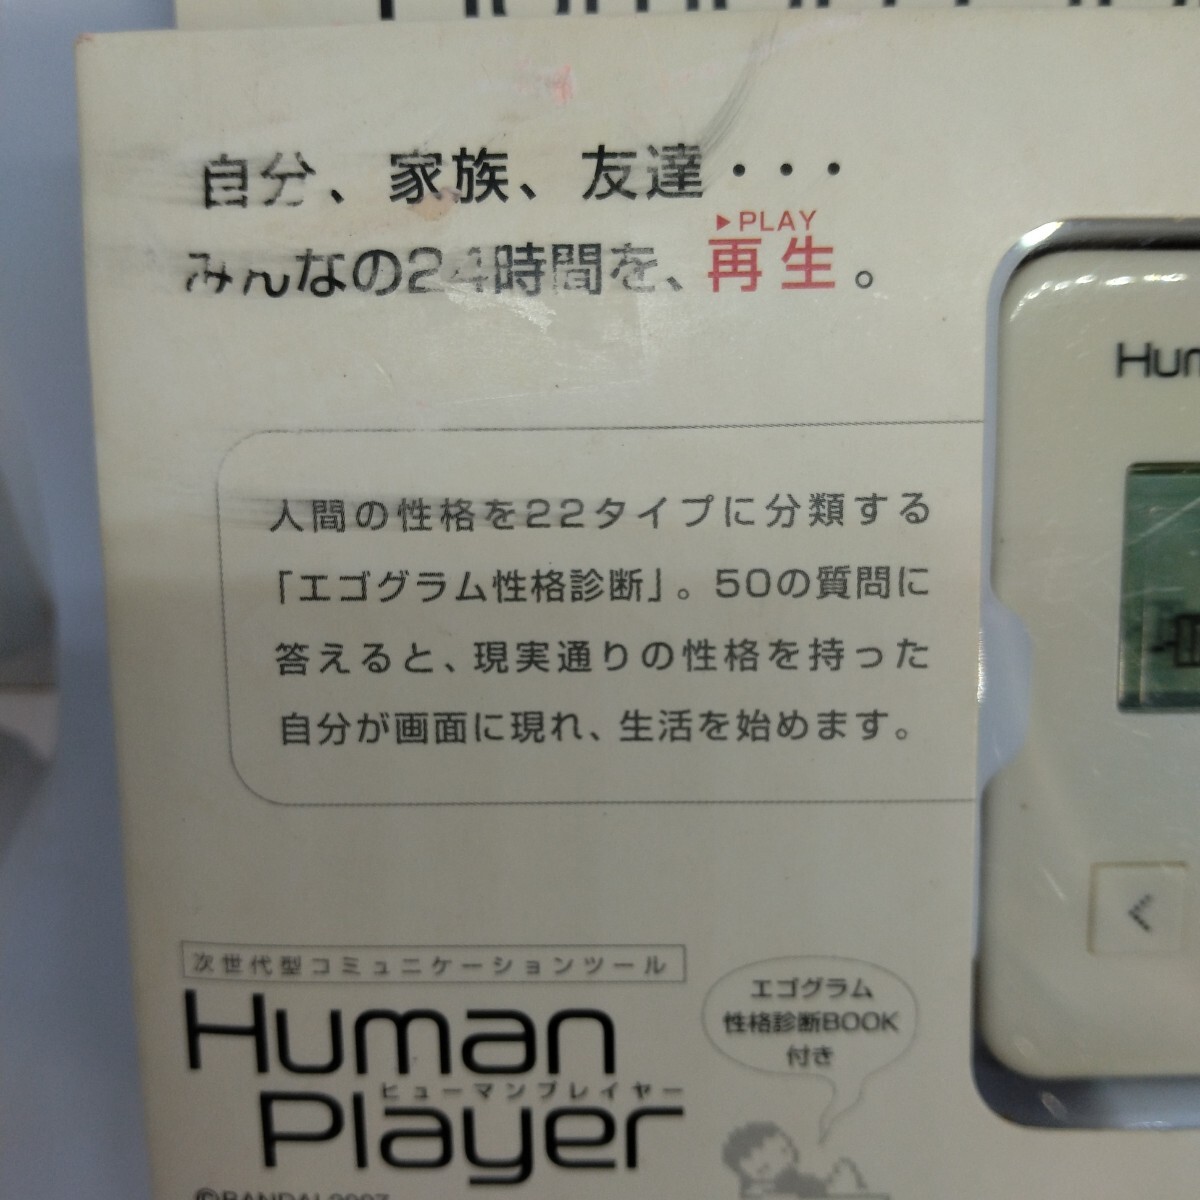 自分、家族、友達・・・
▶PLAY
みんなの24時間を、再生。
Hum
人間の性格を22タイプに分類する
「エゴグラム性格診断」。50の質問に
答えると、現実通りの性格を持った
自分が画面に現れ、生活を始めます。
<
次世代型コミュニケーションツール
Human
ヒューマンプレイヤー
Player
エゴグラム
性格診断BOOK
付き
©BANDAI 2007